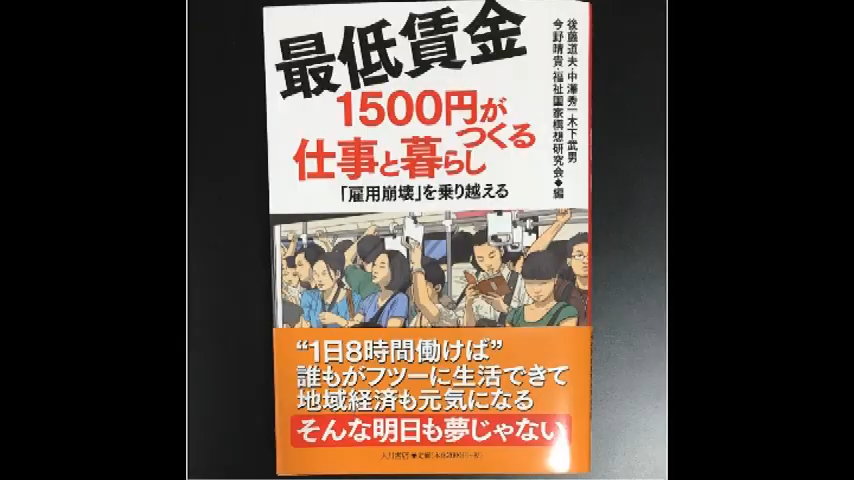 最低賃金
1500円が
つくる
仕事と暮らし
「雇用崩壊」を乗り越える
後藤道夫・中澤秀一・木下武男
今野晴貴・福祉国家構想研究会◆編
“1日8時間働けば”
誰もがフツーに生活できて
地域経済も元気になる
そんな明日も夢じゃない
大月書店